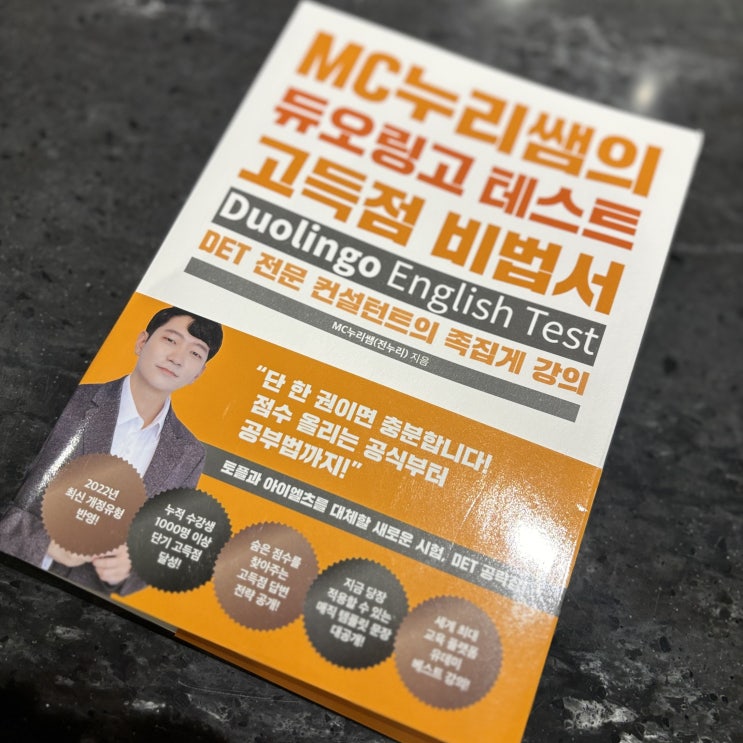 MC누리쌤의
듀오링고 테스트
고득점 비법서
Duolingo English Test
DET 전문 컨설턴트의 족집게 강의
MC누리쌤(진누리) 지음
“단 한 권이면 충분합니다!
점수 올리는 공식부터
공부법까지!”
토플과 아이엘츠를 대체할 새로운 시험, DET 공략
2022년
최신 개정유형
반영!
누적 수강생
1000명 이상
단기 고득점
달성!
숨은 점수를
찾아주는
고득점 답변
전략 공개!
지금 당장
적용할 수 있는
매직 템플릿 문장
대공개!
세계 최대
교육 플랫폼
유데미
베스트 강의!